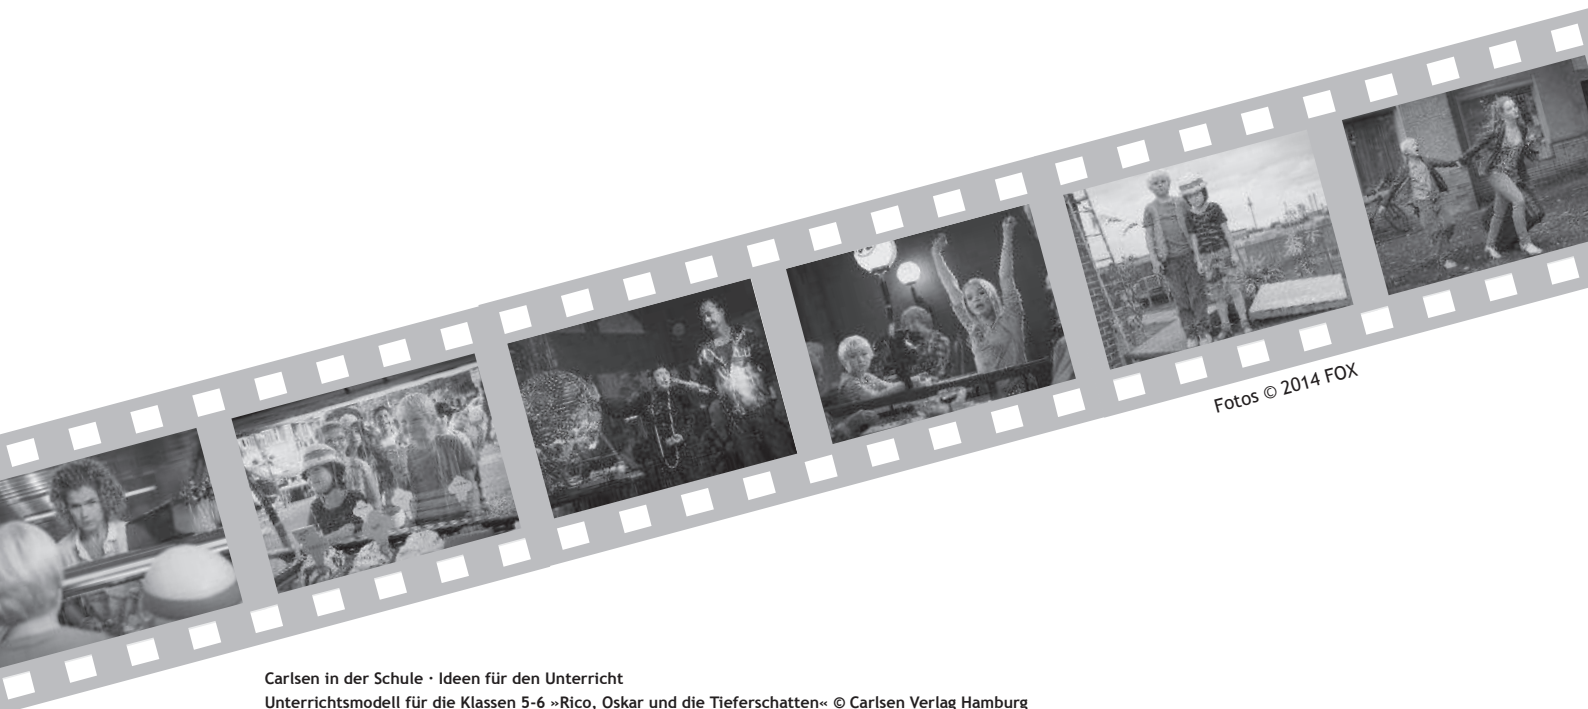 Fotos © 2014 FOX
Carlsen in der Schule · Ideen für den Unterricht
Unterrichtsmodell für die Klassen 5-6 »Rico, Oskar und die Tieferschatten« © Carlsen Verlag Hamburg